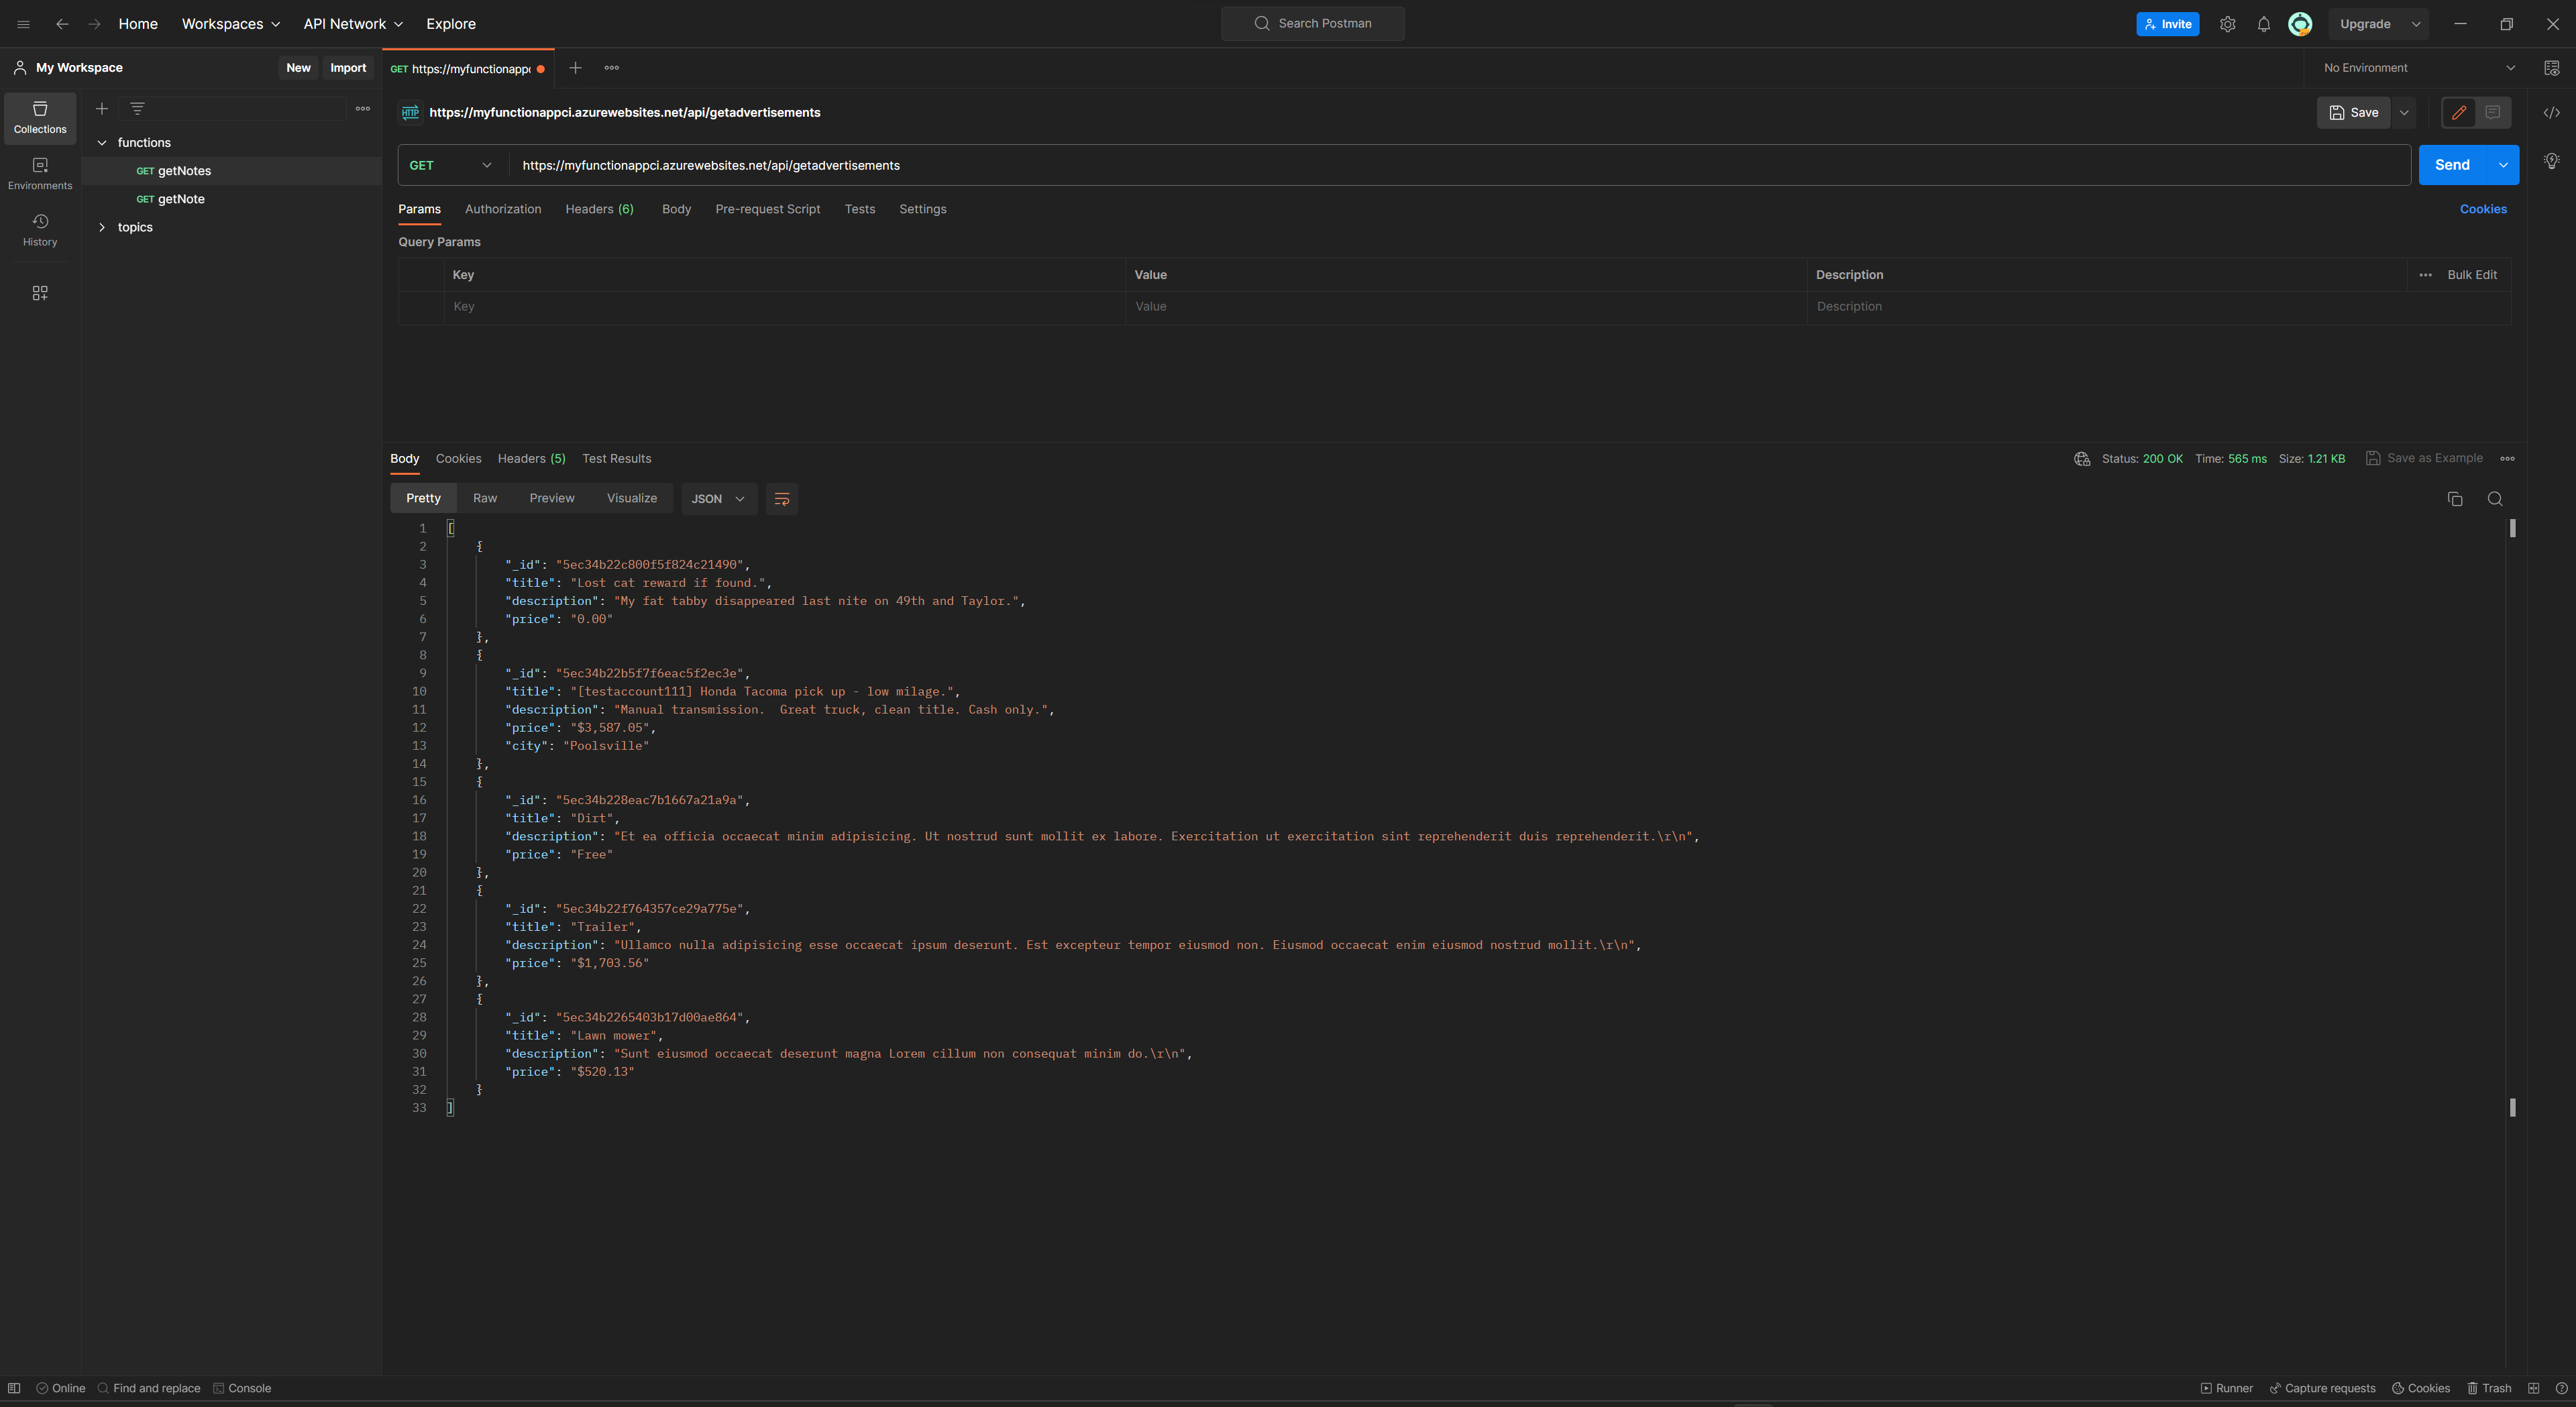 Home Workspaces API Network Explore Search Postman Invite Upgrade
My Workspace New Import GET https://myfunctionappc No Environment
Collections
Environments
History
functions
GET getNotes
GET getNote
topics
HTTP https://myfunctionappci.azurewebsites.net/api/getadvertisements Save
GET https://myfunctionappci.azurewebsites.net/api/getadvertisements Send
Params Authorization Headers (6) Body Pre-request Script Tests Settings Cookies
Query Params
Key Value Description Bulk Edit
Key Value Description
Body Cookies Headers (5) Test Results Status: 200 OK Time: 565 ms Size: 1.21 KB Save as Example
Pretty Raw Preview Visualize JSON
1 [
2 {
3 "_id": "5ec34b22c800f5f824c21490",
4 "title": "Lost cat reward if found.",
5 "description": "My fat tabby disappeared last nite on 49th and Taylor.",
6 "price": "0.00"
7 },
8 {
9 "_id": "5ec34b22b5f7f6eac5f2ec3e",
10 "title": "[testaccount111] Honda Tacoma pick up - low milage.",
11 "description": "Manual transmission.  Great truck, clean title. Cash only.",
12 "price": "$3,587.05",
13 "city": "Poolsville"
14 },
15 {
16 "_id": "5ec34b228eac7b1667a21a9a",
17 "title": "Dirt",
18 "description": "Et ea officia occaecat minim adipisicing. Ut nostrud sunt mollit ex labore. Exercitation ut exercitation sint reprehenderit duis reprehenderit.\r\n",
19 "price": "Free"
20 },
21 {
22 "_id": "5ec34b22f764357ce29a775e",
23 "title": "Trailer",
24 "description": "Ullamco nulla adipisicing esse occaecat ipsum deserunt. Est excepteur tempor eiusmod non. Eiusmod occaecat enim eiusmod nostrud mollit.\r\n",
25 "price": "$1,703.56"
26 },
27 {
28 "_id": "5ec34b2265403b17d00ae864",
29 "title": "Lawn mower",
30 "description": "Sunt eiusmod occaecat deserunt magna Lorem cillum non consequat minim do.\r\n",
31 "price": "$520.13"
32 }
33 ]
Online Find and replace Console Runner Capture requests Cookies Trash